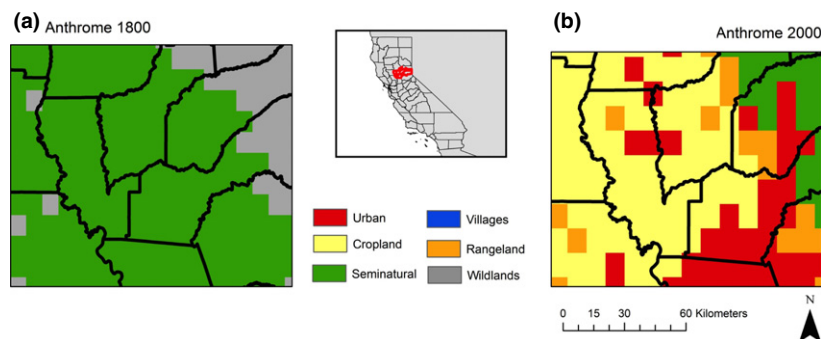 (a) Anthrome 1800
(b)
Anthrome 2000
Urban
Villages
Cropland
Rangeland
Seminatural
Wildlands
0 15 30 60 Kilometers
N